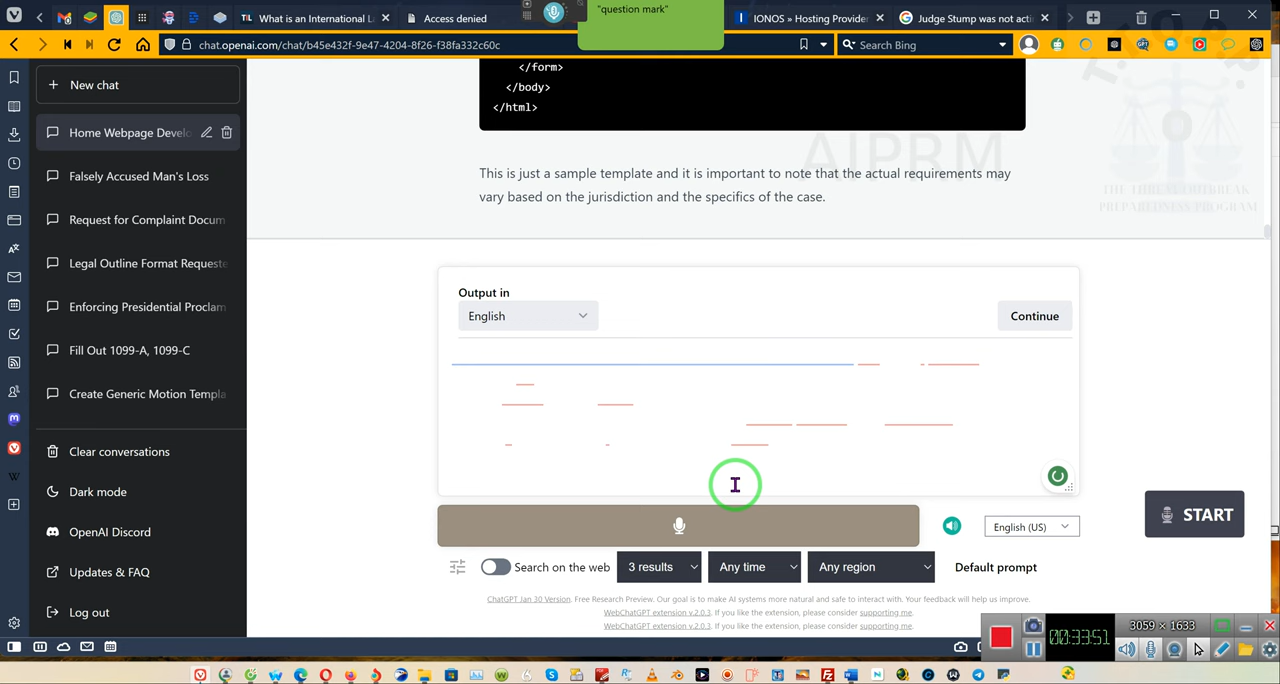 "question mark"
What is an International L
Access denied
IONOS » Hosting Provider
Judge Stump was not acti
chat.openai.com/chat/b45e432f-9e47-4204-8f26-f38fa332c60c
Search Bing
New chat
Home Webpage Develo
Falsely Accused Man's Loss
Request for Complaint Docum
Legal Outline Format Requeste
Enforcing Presidential Proclam
Fill Out 1099-A, 1099-C
Create Generic Motion Templa
Clear conversations
Dark mode
OpenAI Discord
Updates & FAQ
Log out
</form>
</body>
</html>
AIPRM
THE THREAT OUTBREAK
PREPAREDNESS PROGRAM
This is just a sample template and it is important to note that the actual requirements may
vary based on the jurisdiction and the specifics of the case.
Output in
English
Continue
English (US)
START
Search on the web
3 results
Any time
Any region
Default prompt
ChatGPT Jan 30 Version. Free Research Preview. Our goal is to make AI systems more natural and safe to interact with. Your feedback will help us improve.
WebChatGPT extension v.2.0.3. If you like the extension, please consider supporting me.
WebChatGPT extension v.2.0.3. If you like the extension, please consider supporting me.
00:33:51
3059 × 1633